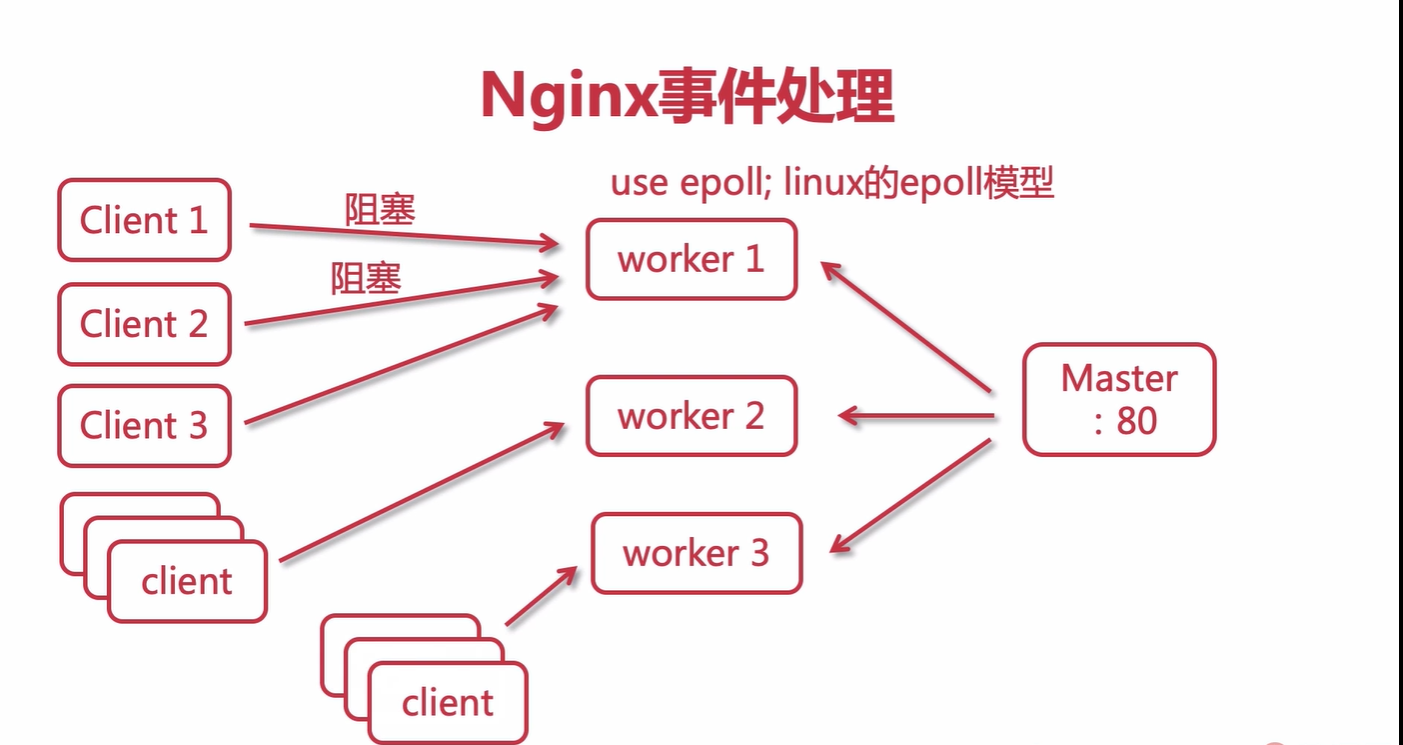 Nginx事件处理
use epoll; linux的epoll模型
Client 1
阻塞
worker 1
阻塞
Client 2
Client 3
worker 2
Master
：80
client
worker 3
client